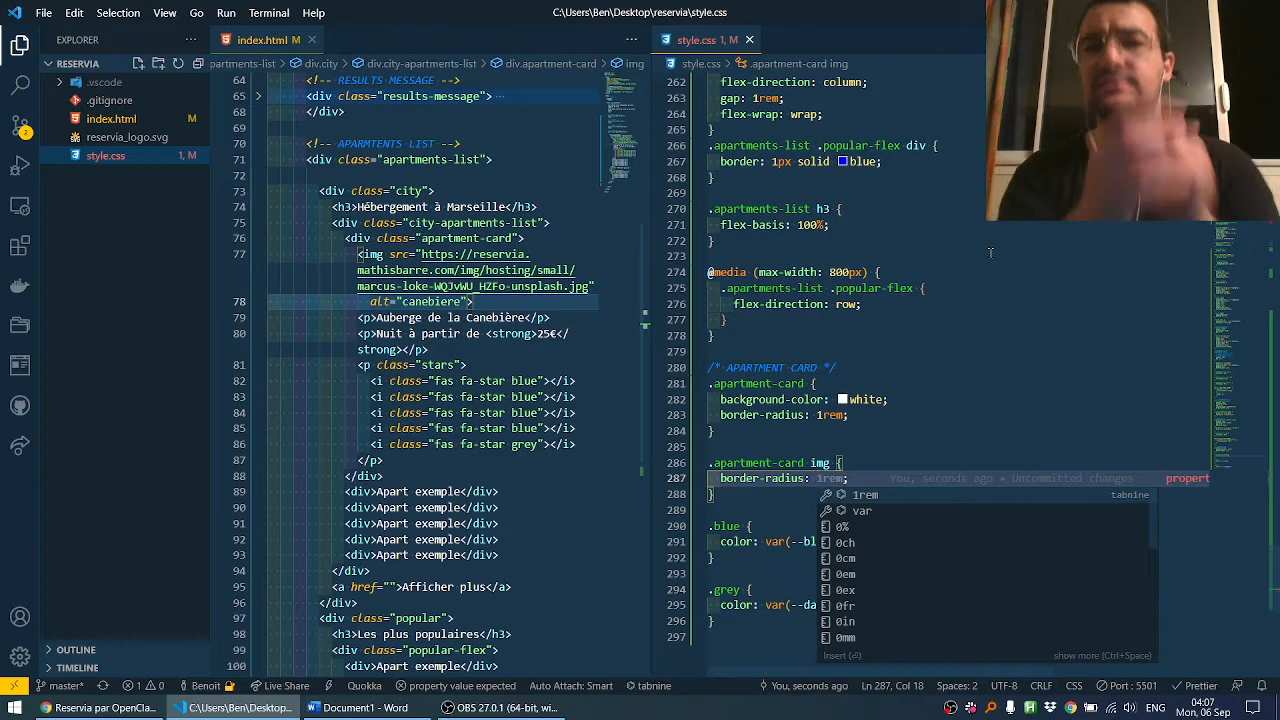 File Edit Selection View Go Run Terminal Help
C:\Users\Ben\Desktop\reservia\style.css
EXPLORER
RESERVIA
.vscode
.gitignore
index.html M
reservia_logo.svg
style.css 1, M
OUTLINE
TIMELINE
2
index.html M
partments-list > div.city > div.city-apartments-list > div.apartment-card > img
64 <!-- RESULTS MESSAGE -->
65 <div class="results-message"> ...
68 </div>
69
70 <!-- APARMTENTS LIST -->
71 <div class="apartments-list">
72
73 <div class="city">
74 <h3>Hébergement à Marseille</h3>
75 <div class="city-apartments-list">
76 <div class="apartment-card">
77 <img src="https://reservia.
mathisbarre.com/img/hosting/small/
marcus-loke-WQJvWU_HZFo-unsplash.jpg"
78 alt="canebiere">
79 <p>Auberge de la Canebière</p>
80 <p>Nuit à partir de <strong>25€</
strong></p>
81 <p class="stars">
82 <i class="fas fa-star blue"></i>
83 <i class="fas fa-star blue"></i>
84 <i class="fas fa-star blue"></i>
85 <i class="fas fa-star blue"></i>
86 <i class="fas fa-star blue"></i>
87 </p>
88 </div>
89 <div>Apart exemple</div>
90 <div>Apart exemple</div>
91 <div>Apart exemple</div>
92 <div>Apart exemple</div>
93 <div>Apart exemple</div>
94 </div>
95 <a href="">Afficher plus</a>
96 </div>
97 <div class="popular">
98 <h3>Les plus populaires</h3>
99 <div class="popular-flex">
100 <div>Apart exemple</div>
style.css 1, M
style.css > .apartment-card img
262 flex-direction: column;
263 gap: 1rem;
264 flex-wrap: wrap;
265 }
266 .apartments-list .popular-flex div {
267 border: 1px solid blue;
268 }
269
270 .apartments-list h3 {
271 flex-basis: 100%;
272 }
273
274 @media (max-width: 800px) {
275 .apartments-list .popular-flex {
276 flex-direction: row;
277 }
278 }
279
280 /* APARTMENT CARD */
281 .apartment-card {
282 background-color: white;
283 border-radius: 1rem;
284 }
285
286 .apartment-card img {
287 border-radius: 1rem; You, seconds ago • Uncommitted changes propert
288 }
289
290 .blue {
291 color: var(--bl
292 }
293
294 .grey {
295 color: var(--da
296 }
297
1rem tabnine
var
0%
0ch
0cm
0em
0ex
0fr
0in
0mm
Insert (⏎) show more (Ctrl+Space)
master* 1 0 Benoit Live Share Quokka property value expected Auto Attach: Smart tabnine You, seconds ago Ln 287, Col 18 Spaces: 2 UTF-8 CRLF CSS Port : 5501 Prettier
Reservia par OpenCla... C:\Users\Ben\Deskt... Document1 - Word OBS 27.0.1 (64-bit, wi... 04:07
Mon, 06 Sep